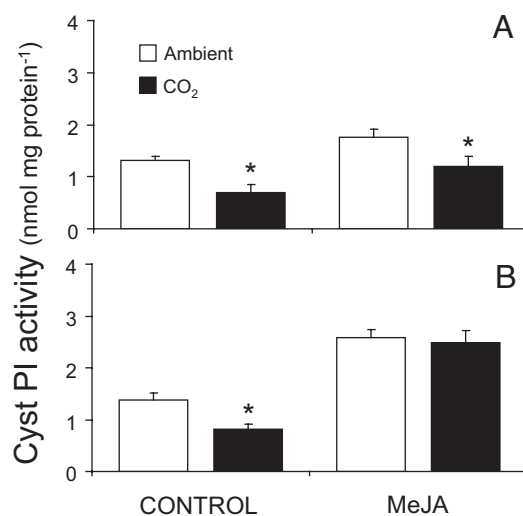 A
Ambient
CO₂
*
*
4
3
2
1
0
B
*
4
3
2
1
0
Cyst PI activity (nmol mg protein⁻¹)
CONTROL MeJA